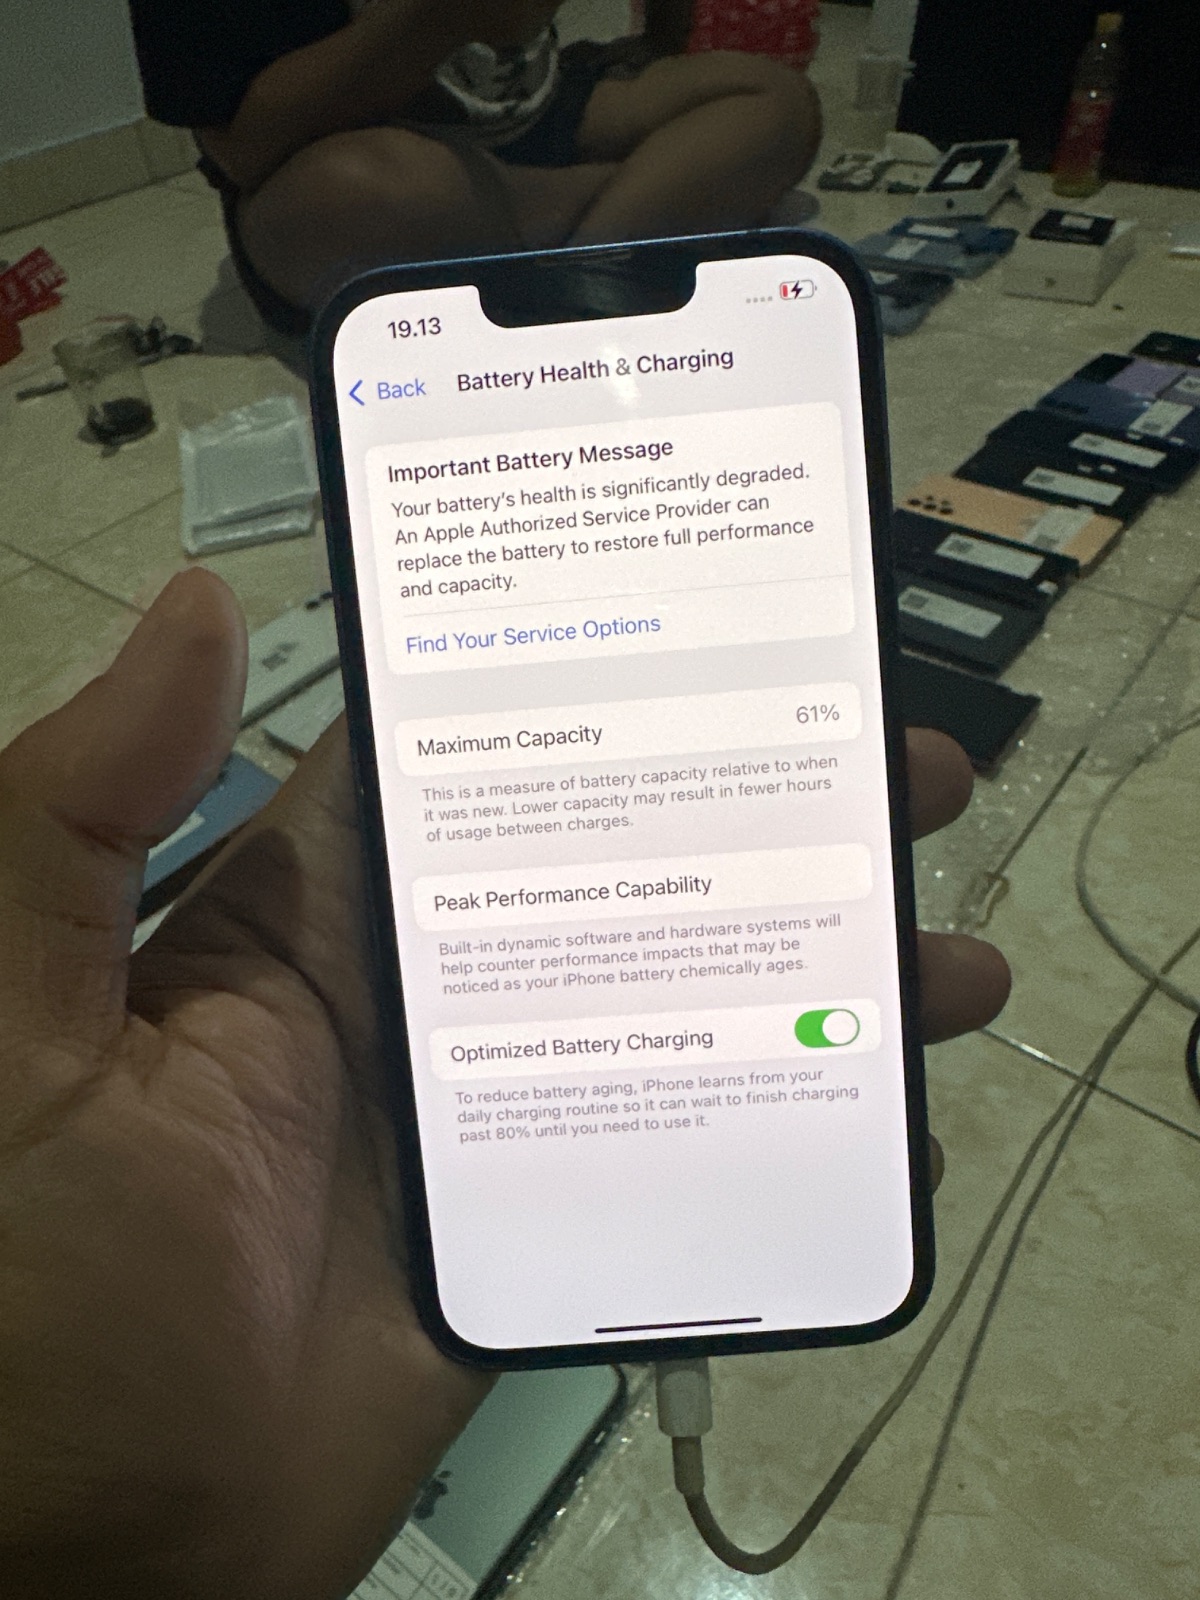 19.13
Back
Battery Health & Charging
Important Battery Message
Your battery's health is significantly degraded.
An Apple Authorized Service Provider can
replace the battery to restore full performance
and capacity.
Find Your Service Options
Maximum Capacity
61%
This is a measure of battery capacity relative to when
it was new. Lower capacity may result in fewer hours
of usage between charges.
Peak Performance Capability
Built-in dynamic software and hardware systems will
help counter performance impacts that may be
noticed as your iPhone battery chemically ages.
Optimized Battery Charging
To reduce battery aging, iPhone learns from your
daily charging routine so it can wait to finish charging
past 80% until you need to use it.